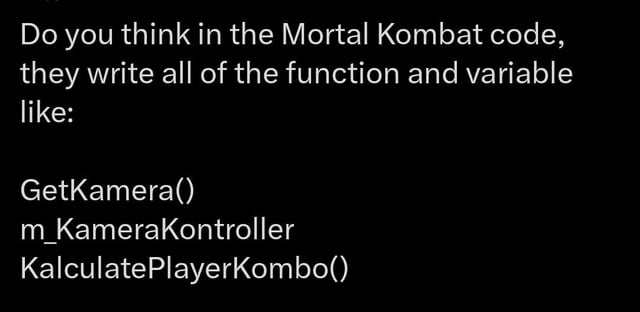 Do you think in the Mortal Kombat code,
they write all of the function and variable
like:
GetKamera()
m_KameraKontroller
KalculatePlayerKombo()